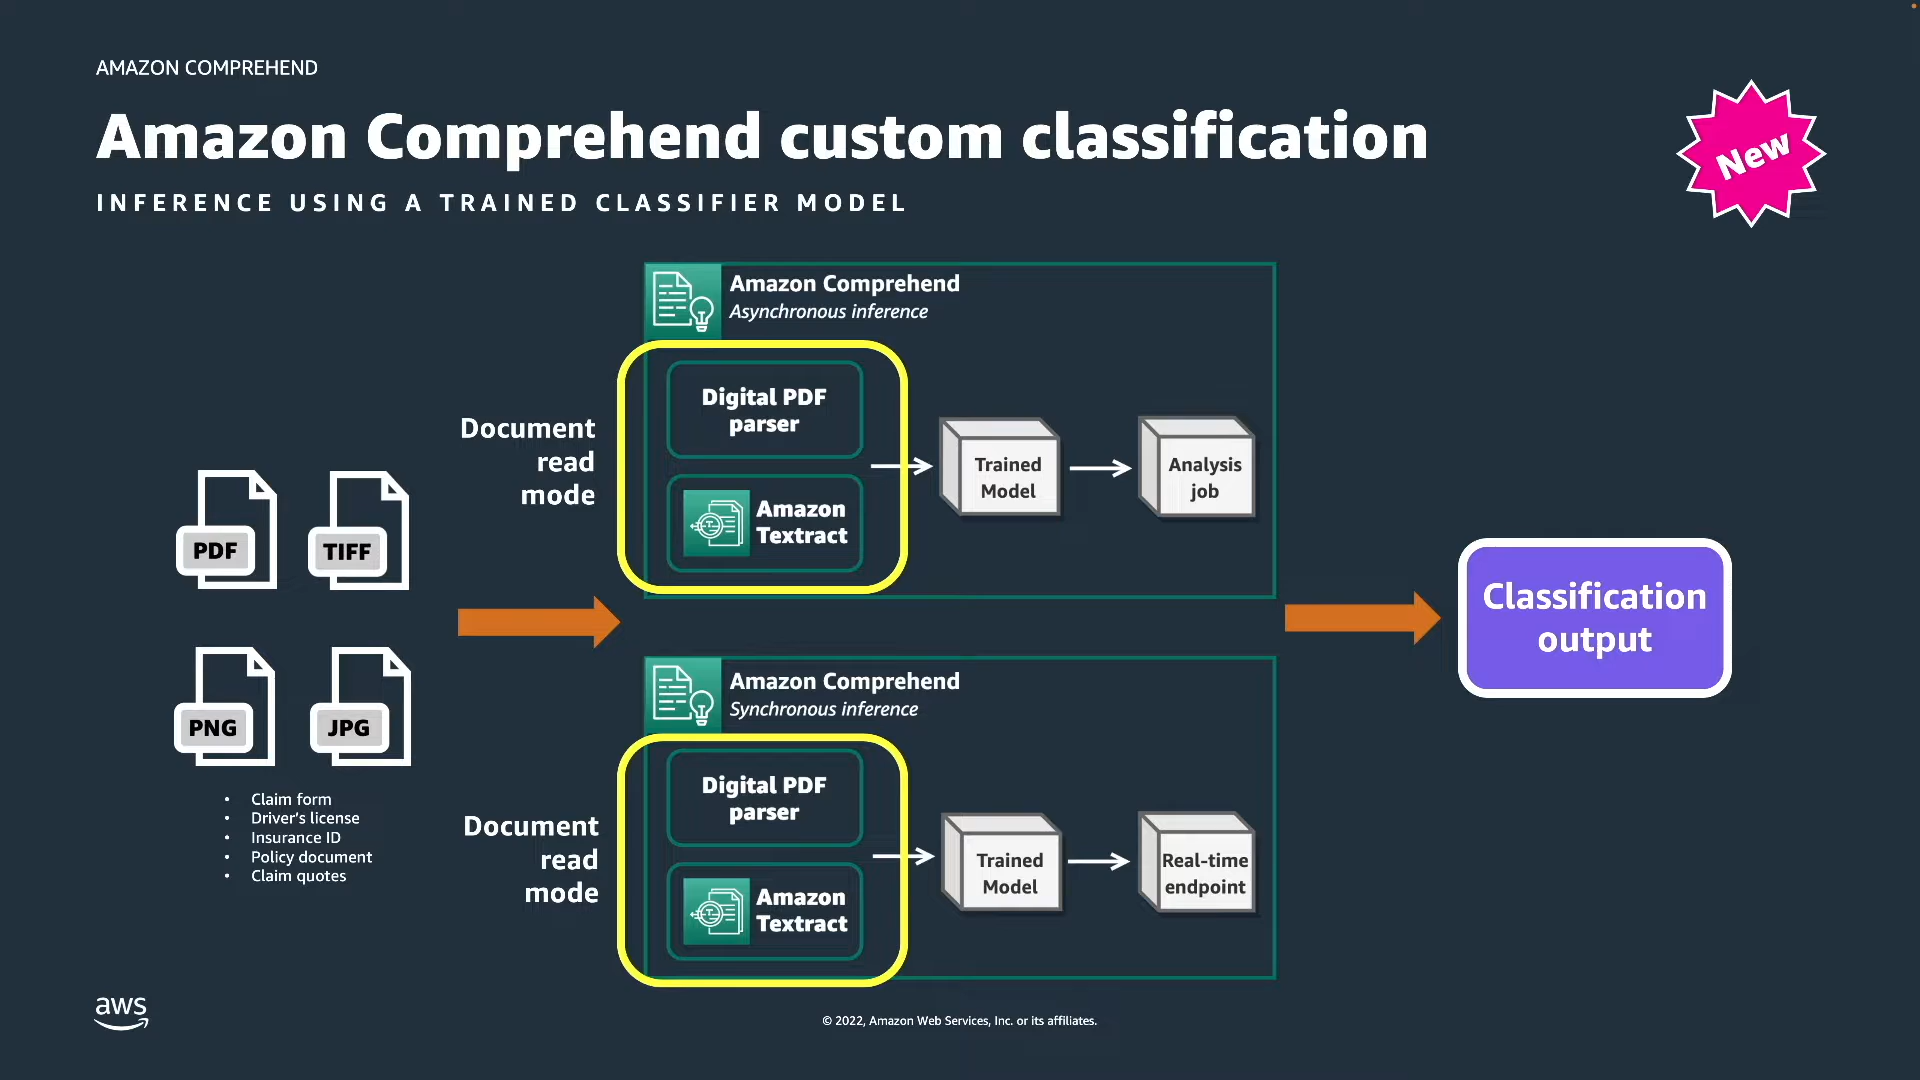 AMAZON COMPREHEND
Amazon Comprehend custom classification
INFERENCE USING A TRAINED CLASSIFIER MODEL
New
PDF
TIFF
PNG
JPG
• Claim form
• Driver's license
• Insurance ID
• Policy document
• Claim quotes
Amazon Comprehend
Asynchronous inference
Document
read
mode
Digital PDF
parser
Amazon
Textract
Trained
Model
Analysis
job
Amazon Comprehend
Synchronous inference
Document
read
mode
Digital PDF
parser
Amazon
Textract
Trained
Model
Real-time
endpoint
Classification
output
aws
© 2022, Amazon Web Services, Inc. or its affiliates.